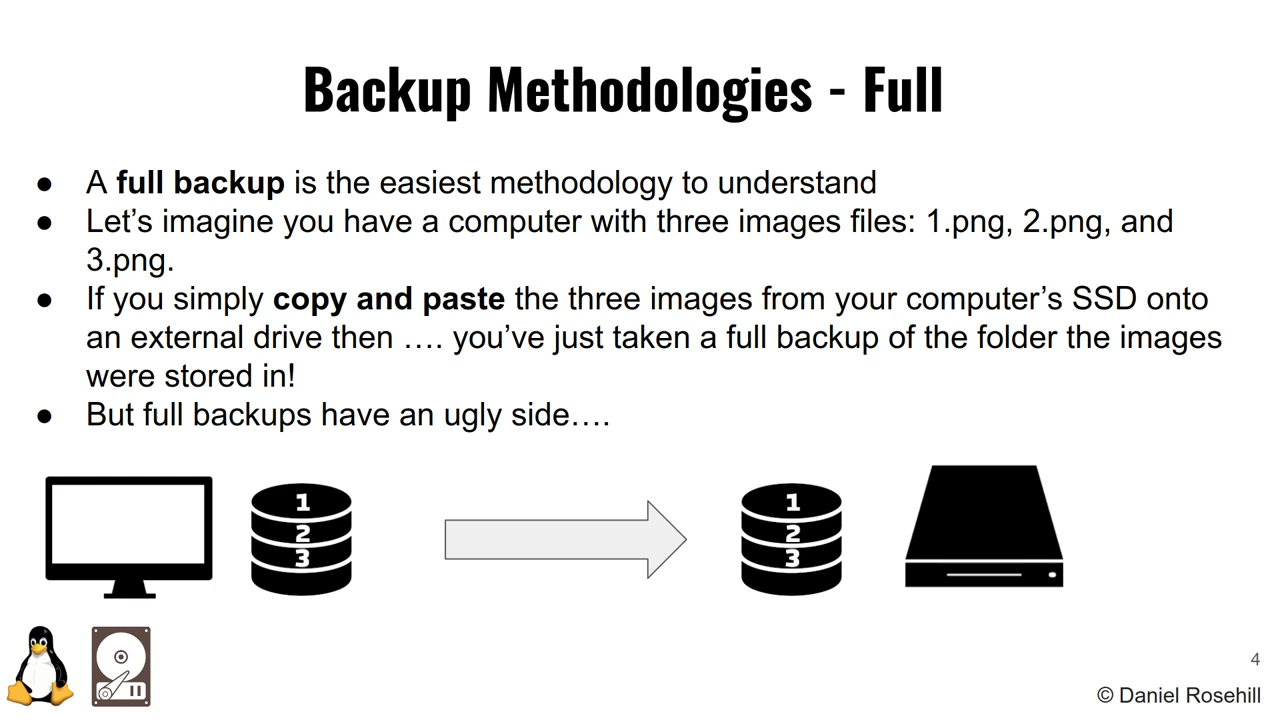 Backup Methodologies - Full
● A full backup is the easiest methodology to understand
● Let’s imagine you have a computer with three images files: 1.png, 2.png, and
3.png.
● If you simply copy and paste the three images from your computer’s SSD onto
an external drive then …. you’ve just taken a full backup of the folder the images
were stored in!
● But full backups have an ugly side….
1
2
3
1
2
3
4
© Daniel Rosehill